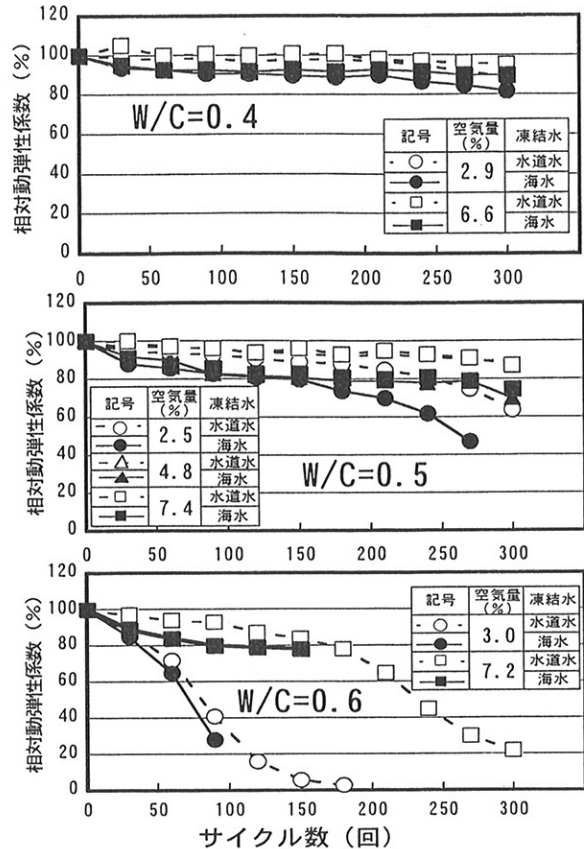 相対動弾性係数 (%)
120
100
80
60
40
20
0
W/C=0.4
記号 空気量(%) 凍結水
2.9 水道水
海水
6.6 水道水
海水
0 50 100 150 200 250 300
相対動弾性係数 (%)
120
100
80
60
40
20
0
記号 空気量(%) 凍結水
2.5 水道水
海水
4.8 水道水
海水
7.4 水道水
海水
W/C=0.5
0 50 100 150 200 250 300
相対動弾性係数 (%)
120
100
80
60
40
20
0
記号 空気量(%) 凍結水
3.0 水道水
海水
7.2 水道水
海水
W/C=0.6
0 50 100 150 200 250 300
サイクル数 (回)